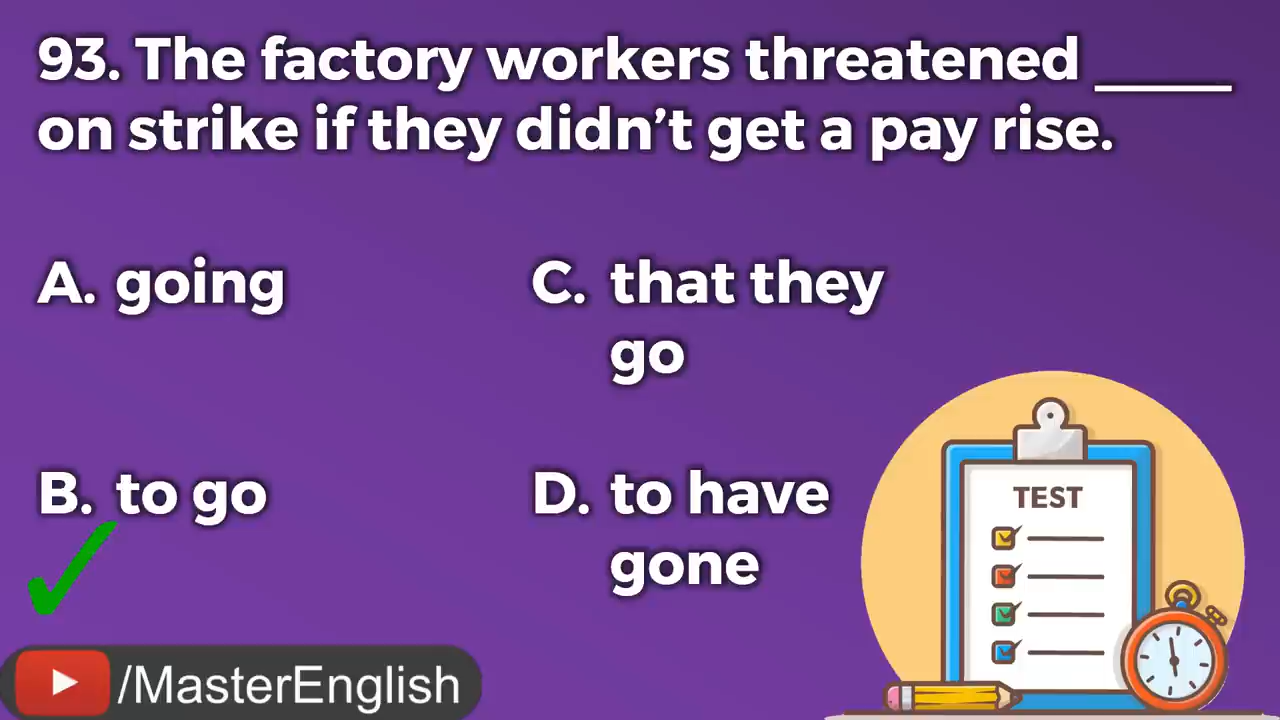 93. The factory workers threatened _____
on strike if they didn’t get a pay rise.
A. going
C. that they
go
B. to go
D. to have
gone
TEST
/MasterEnglish